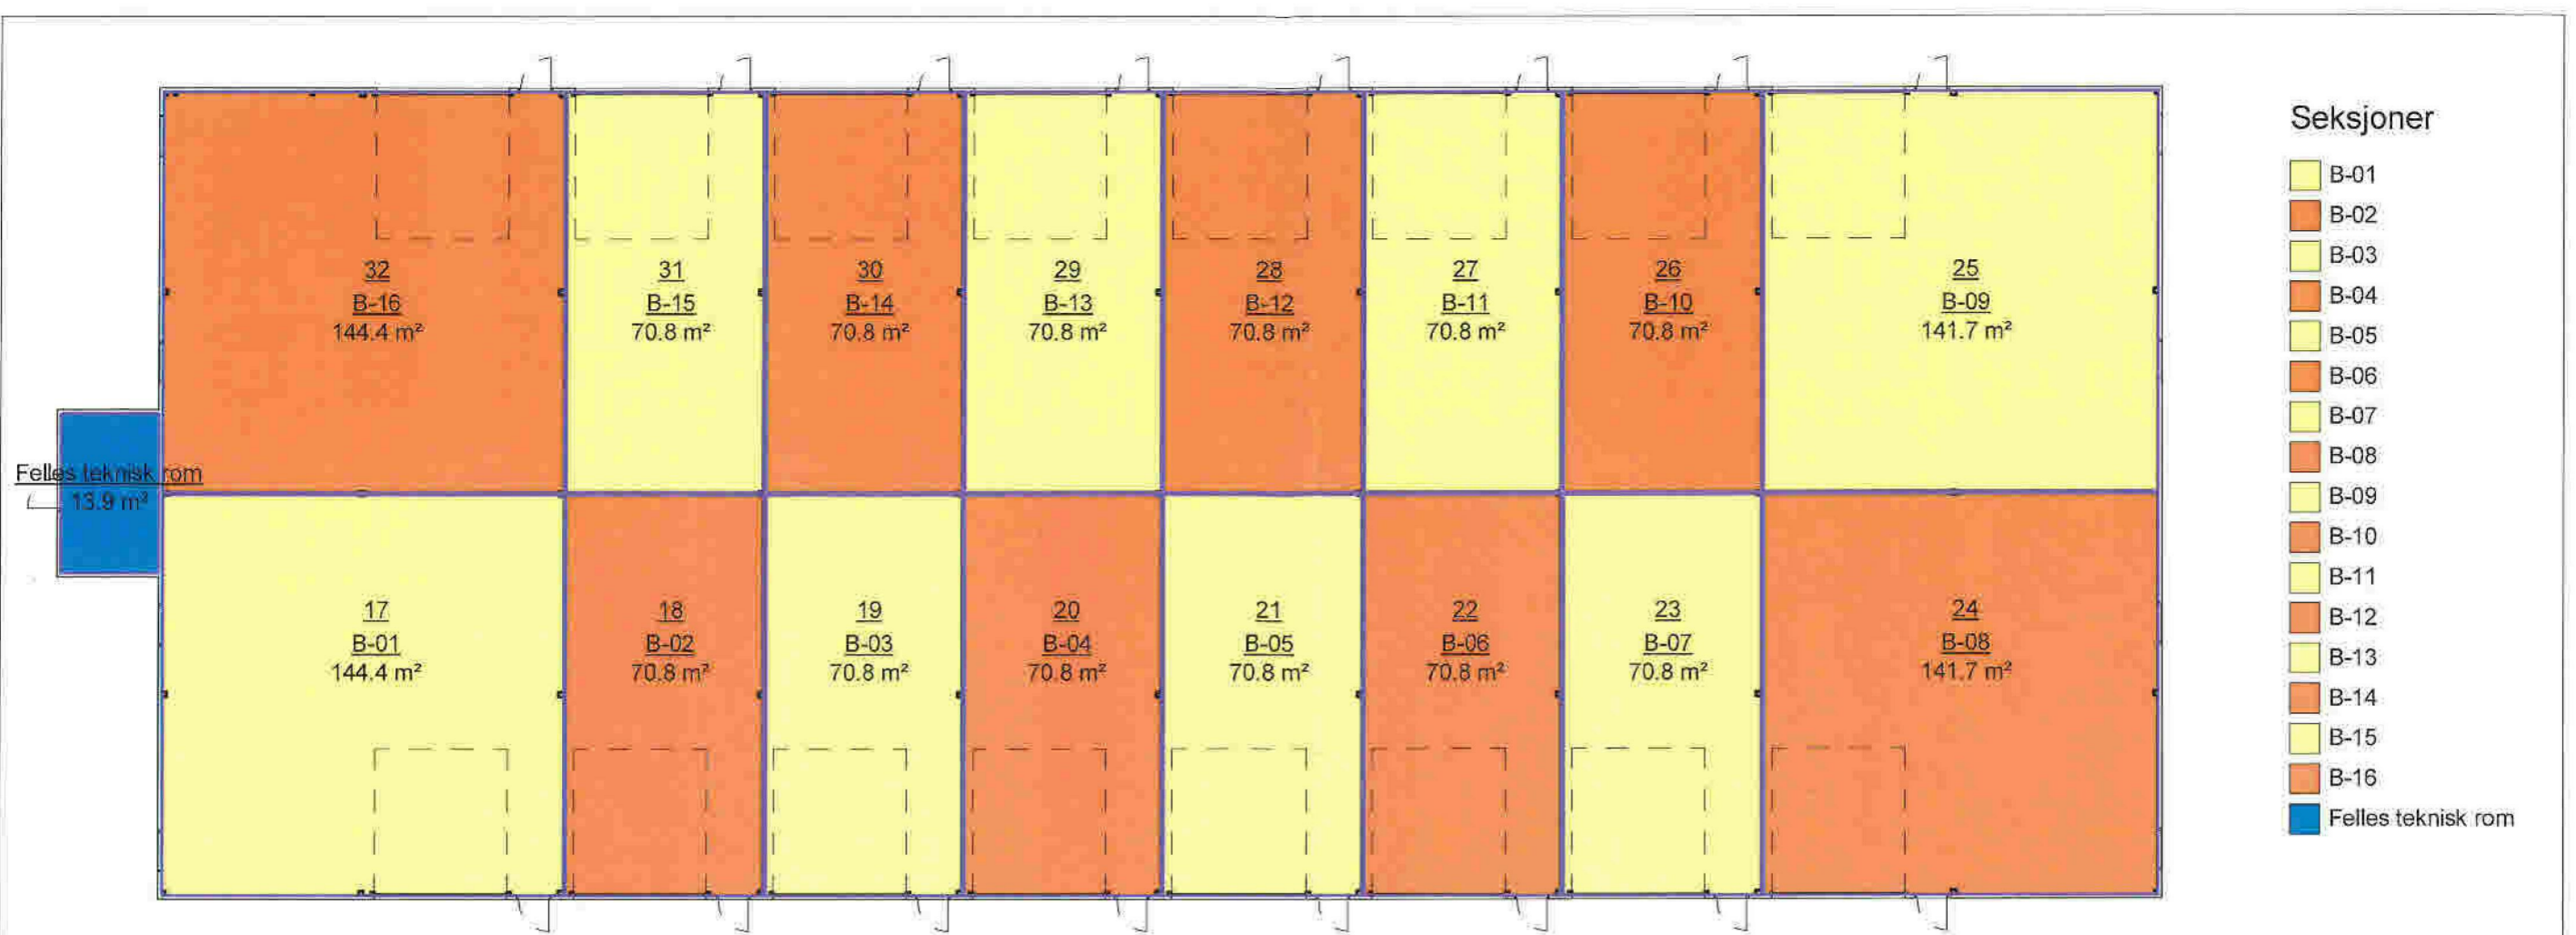 32
B-16
144.4 m²
31
B-15
70.8 m²
30
B-14
70.8 m²
29
B-13
70.8 m²
28
B-12
70.8 m²
27
B-11
70.8 m²
26
B-10
70.8 m²
25
B-09
141.7 m²
Felles teknisk rom
13.9 m²
17
B-01
144.4 m²
18
B-02
70.8 m²
19
B-03
70.8 m²
20
B-04
70.8 m²
21
B-05
70.8 m²
22
B-06
70.8 m²
23
B-07
70.8 m²
24
B-08
141.7 m²
Seksjoner
B-01
B-02
B-03
B-04
B-05
B-06
B-07
B-08
B-09
B-10
B-11
B-12
B-13
B-14
B-15
B-16
Felles teknisk rom